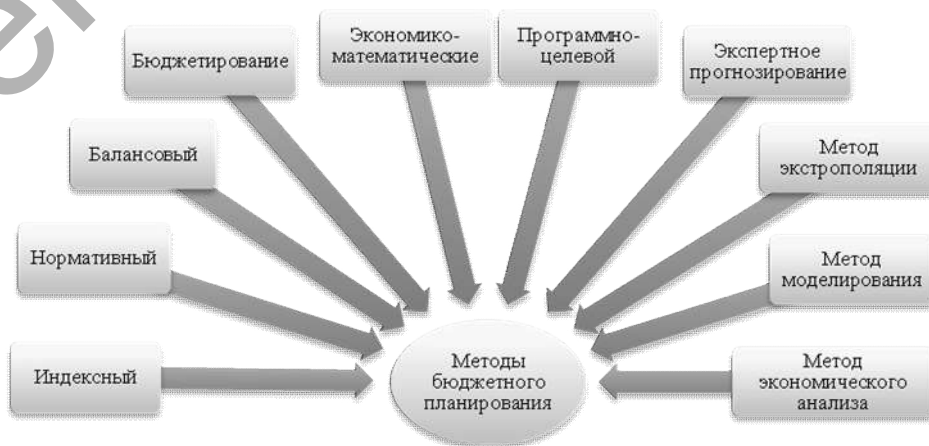 Экономико-
математические
Программно-
целевой
Экспертное
прогнозирование
Бюджетирование
Балансовый
Метод
экстрополяции
Нормативный
Метод
моделирования
Индексный
Методы
бюджетного
планирования
Метод
экономического
анализа